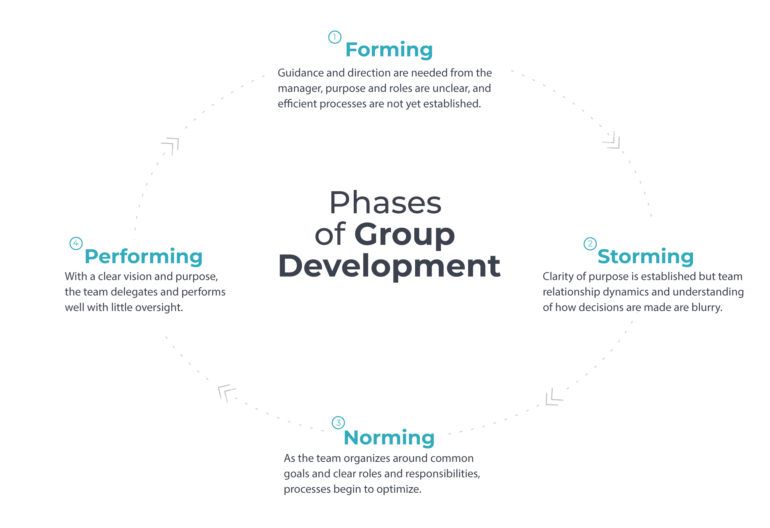 1
Forming
Guidance and direction are needed from the
manager, purpose and roles are unclear, and
efficient processes are not yet established.
Phases
of Group
Development
2
Storming
Clarity of purpose is established but team
relationship dynamics and understanding
of how decisions are made are blurry.
3
Norming
As the team organizes around common
goals and clear roles and responsibilities,
processes begin to optimize.
4
Performing
With a clear vision and purpose,
the team delegates and performs
well with little oversight.